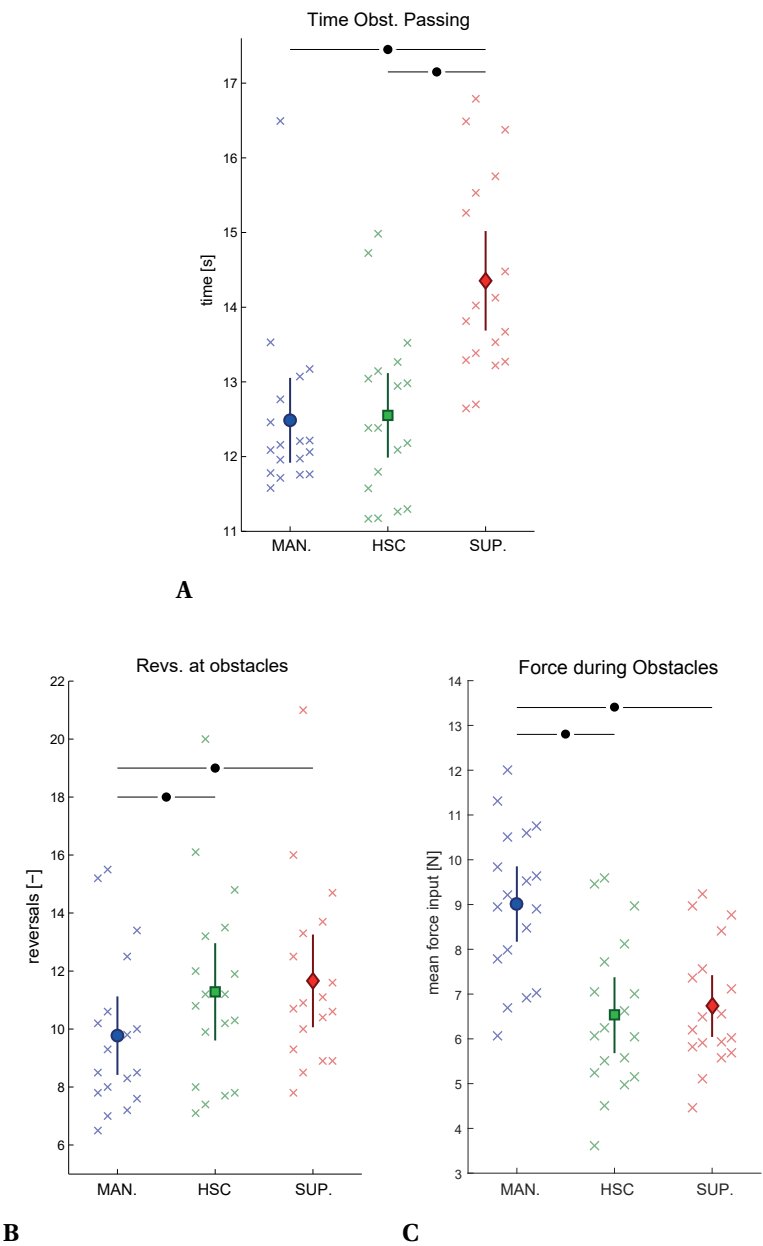 Time Obst. Passing
time [s]
17
16
15
14
13
12
11
MAN. HSC SUP.
A
Revs. at obstacles
reversals [−]
22
20
18
16
14
12
10
8
6
MAN. HSC SUP.
B
Force during Obstacles
mean force input [N]
14
13
12
11
10
9
8
7
6
5
4
3
MAN. HSC SUP.
C